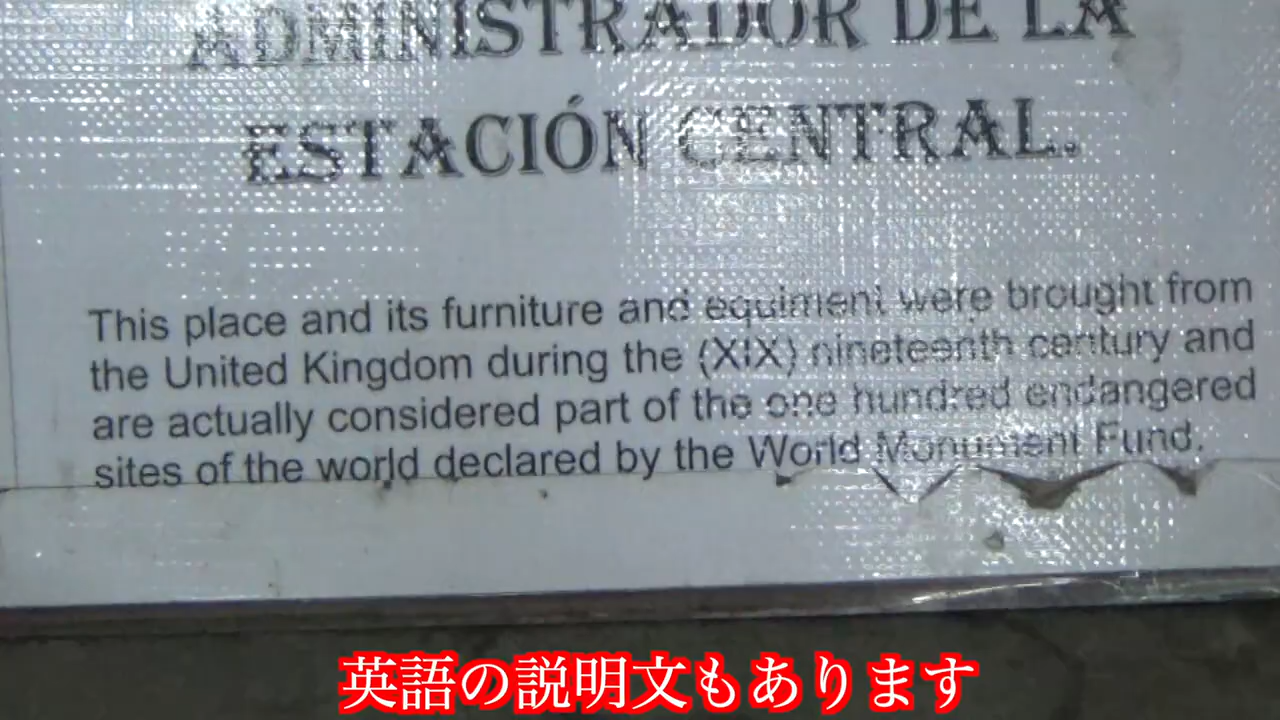 ADMINISTRADOR DE LA
ESTACIÓN CENTRAL.
This place and its furniture and equiment were brought from
the United Kingdom during the (XIX) nineteenth century and
are actually considered part of the one hundred endangered
sites of the world declared by the World Monument Fund.
英語の説明文もあります